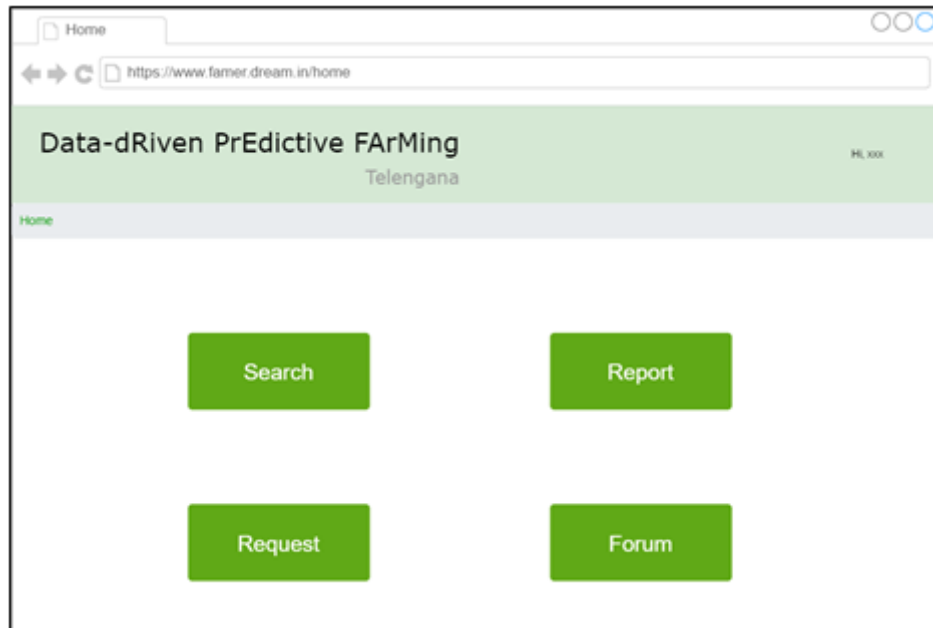 Home
https://www.famer.dream.in/home
Data-dRiven PrEdictive FArMing
Telengana
Hi, xxx
Home
Search
Report
Request
Forum